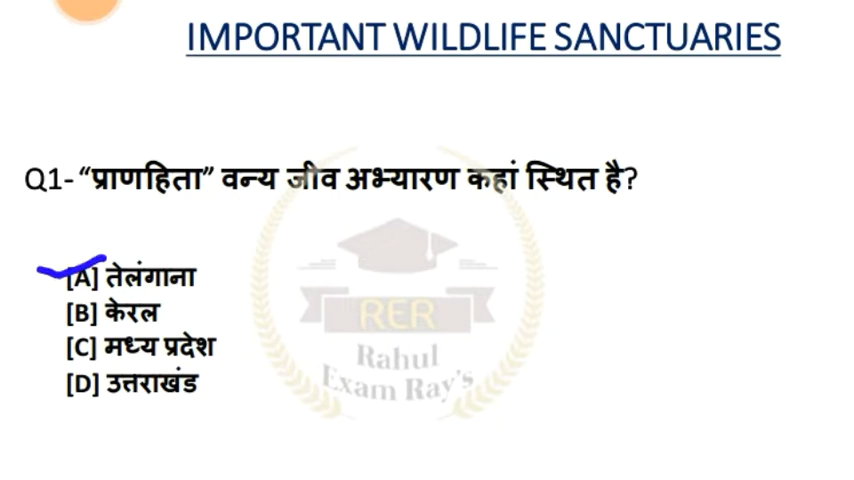 IMPORTANT WILDLIFE SANCTUARIES
Q1- “प्राणहिता” वन्य जीव अभ्यारण कहां स्थित है?
[A] तेलंगाना
[B] केरल
[C] मध्य प्रदेश
[D] उत्तराखंड
RER
Rahul
Exam Ray's